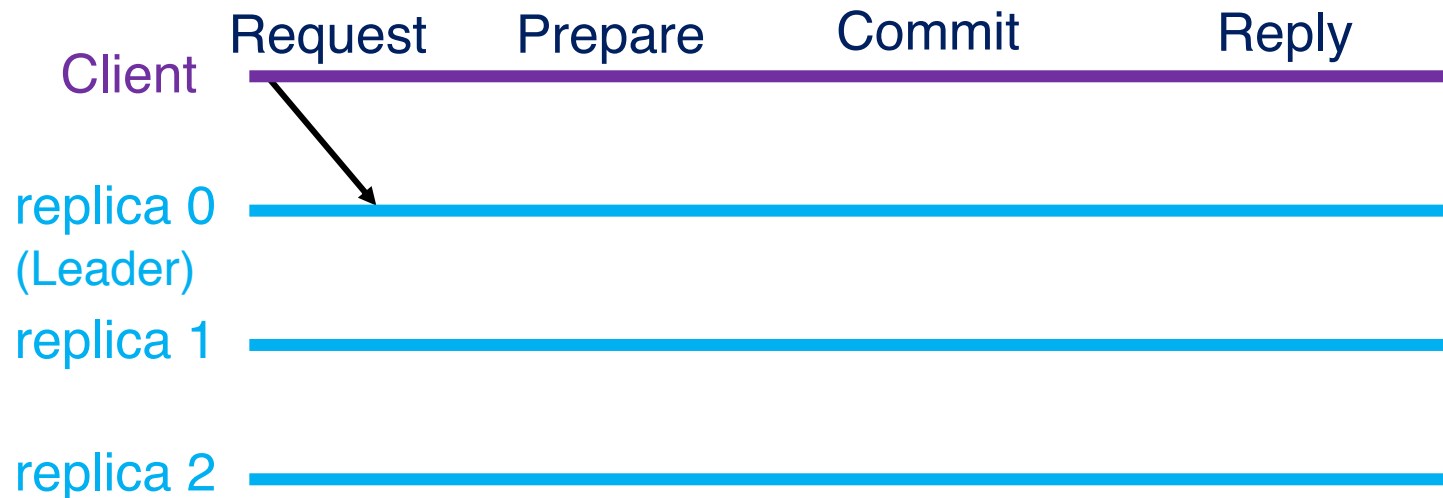 Request Prepare Commit Reply
Client
replica 0
(Leader)
replica 1
replica 2